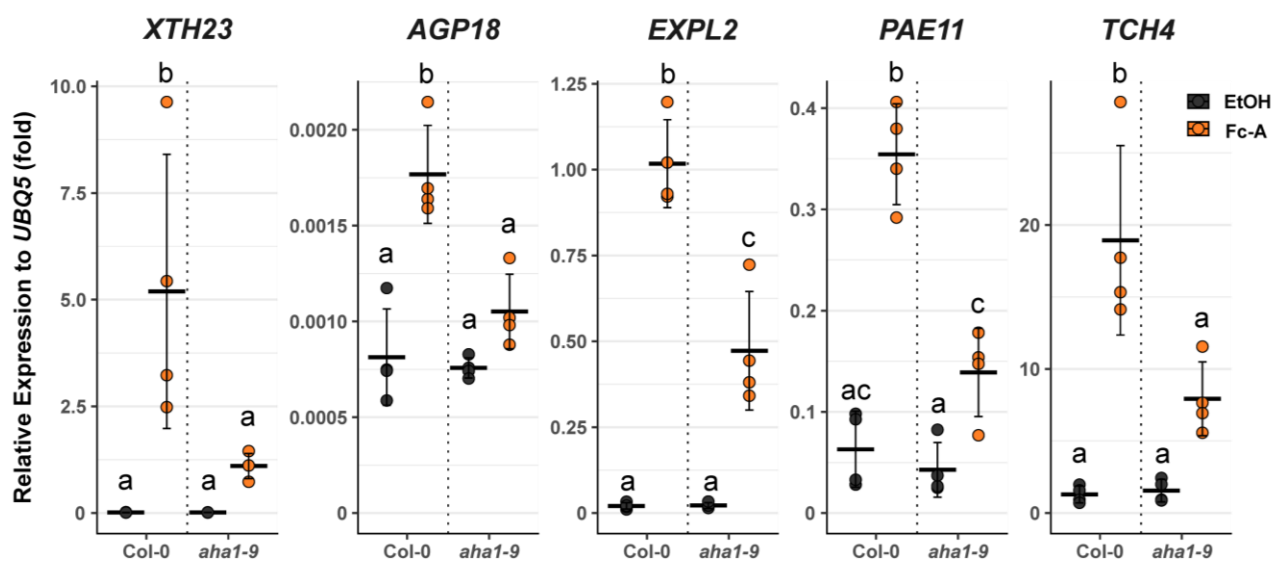 XTH23
AGP18
EXPL2
PAE11
TCH4
Relative Expression to UBQ5 (fold)
10.0
7.5
5.0
2.5
0
a
b
a
a
Col-0
aha1-9
0.0020
0.0015
0.0010
0.0005
0
a
b
a
a
Col-0
aha1-9
1.25
1.00
0.75
0.50
0.25
0
a
b
a
c
Col-0
aha1-9
0.4
0.3
0.2
0.1
0
ac
b
a
c
Col-0
aha1-9
20
10
0
a
b
a
a
Col-0
aha1-9
EtOH
Fc-A